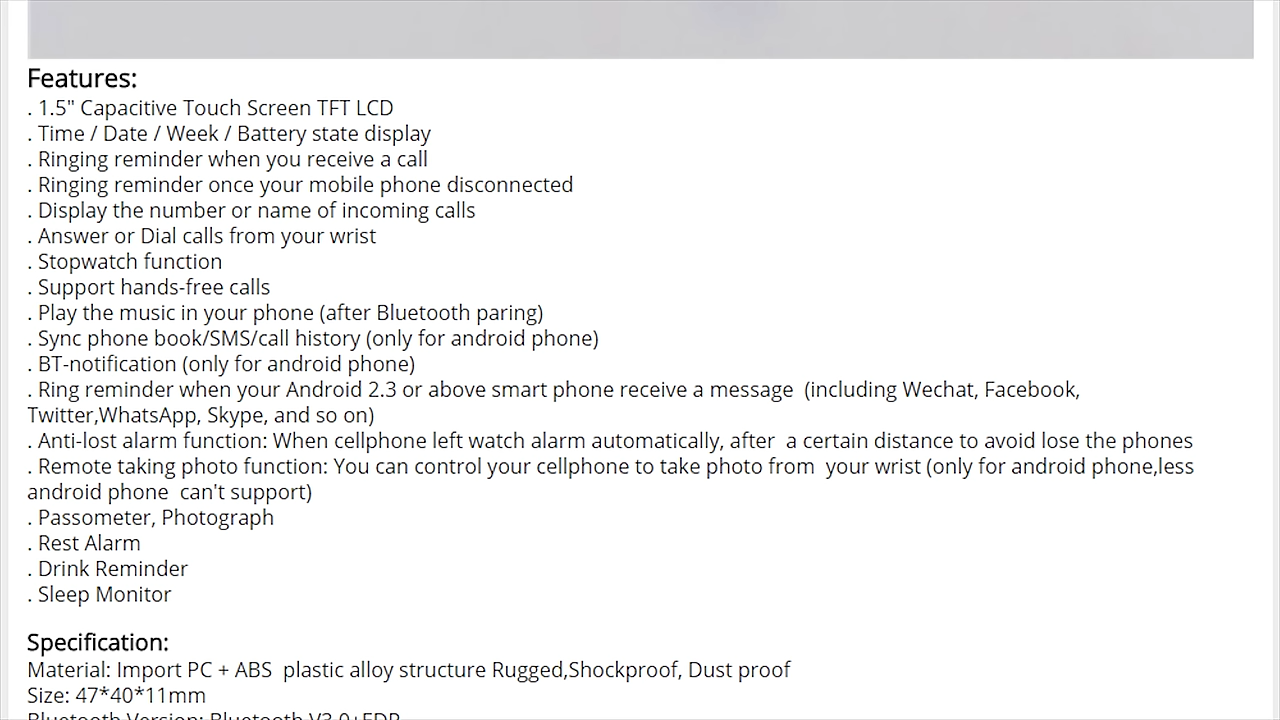 Features:
. 1.5" Capacitive Touch Screen TFT LCD
. Time / Date / Week / Battery state display
. Ringing reminder when you receive a call
. Ringing reminder once your mobile phone disconnected
. Display the number or name of incoming calls
. Answer or Dial calls from your wrist
. Stopwatch function
. Support hands-free calls
. Play the music in your phone (after Bluetooth paring)
. Sync phone book/SMS/call history (only for android phone)
. BT-notification (only for android phone)
. Ring reminder when your Android 2.3 or above smart phone receive a message  (including Wechat, Facebook,
Twitter,WhatsApp, Skype, and so on)
. Anti-lost alarm function: When cellphone left watch alarm automatically, after  a certain distance to avoid lose the phones
. Remote taking photo function: You can control your cellphone to take photo from  your wrist (only for android phone,less
android phone  can't support)
. Passometer, Photograph
. Rest Alarm
. Drink Reminder
. Sleep Monitor
Specification:
Material: Import PC + ABS  plastic alloy structure Rugged,Shockproof, Dust proof
Size: 47*40*11mm
Bluetooth Version: Bluetooth V3.0+EDR